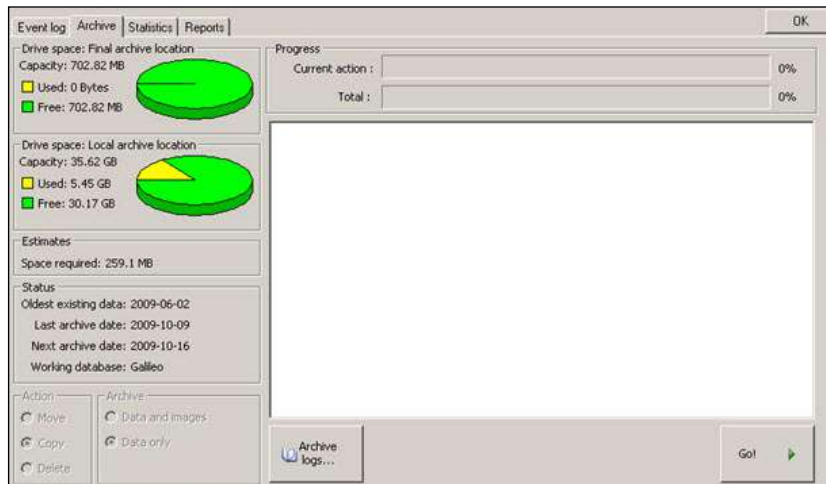 Event log Archive Statistics Reports OK
Drive space: Final archive location
Capacity: 702.82 MB
Used: 0 Bytes
Free: 702.82 MB
Drive space: Local archive location
Capacity: 35.62 GB
Used: 5.45 GB
Free: 30.17 GB
Estimates
Space required: 259.1 MB
Status
Oldest existing data: 2009-06-02
Last archive date: 2009-10-09
Next archive date: 2009-10-16
Working database: Galileo
Action
Move
Copy
Delete
Archive
Data and images
Data only
Progress
Current action : 0%
Total : 0%
Archive
logs...
Go!